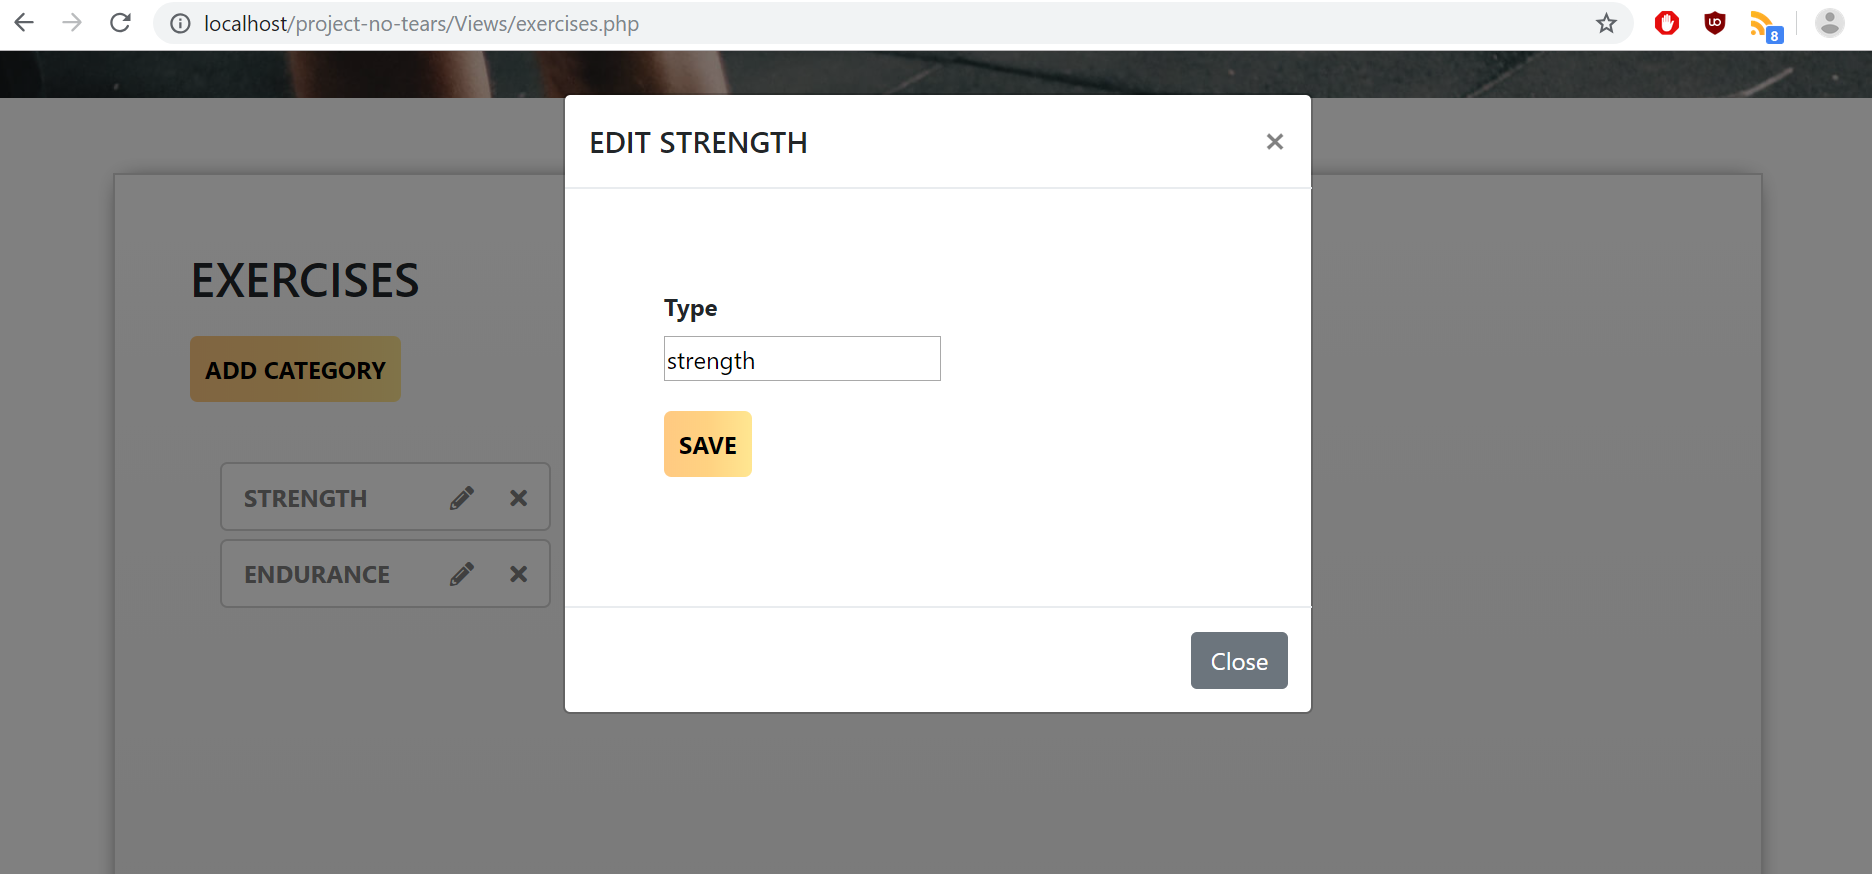 localhost/project-no-tears/Views/exercises.php
8
EDIT STRENGTH
EXERCISES
ADD CATEGORY
STRENGTH
ENDURANCE
Type
strength
SAVE
Close